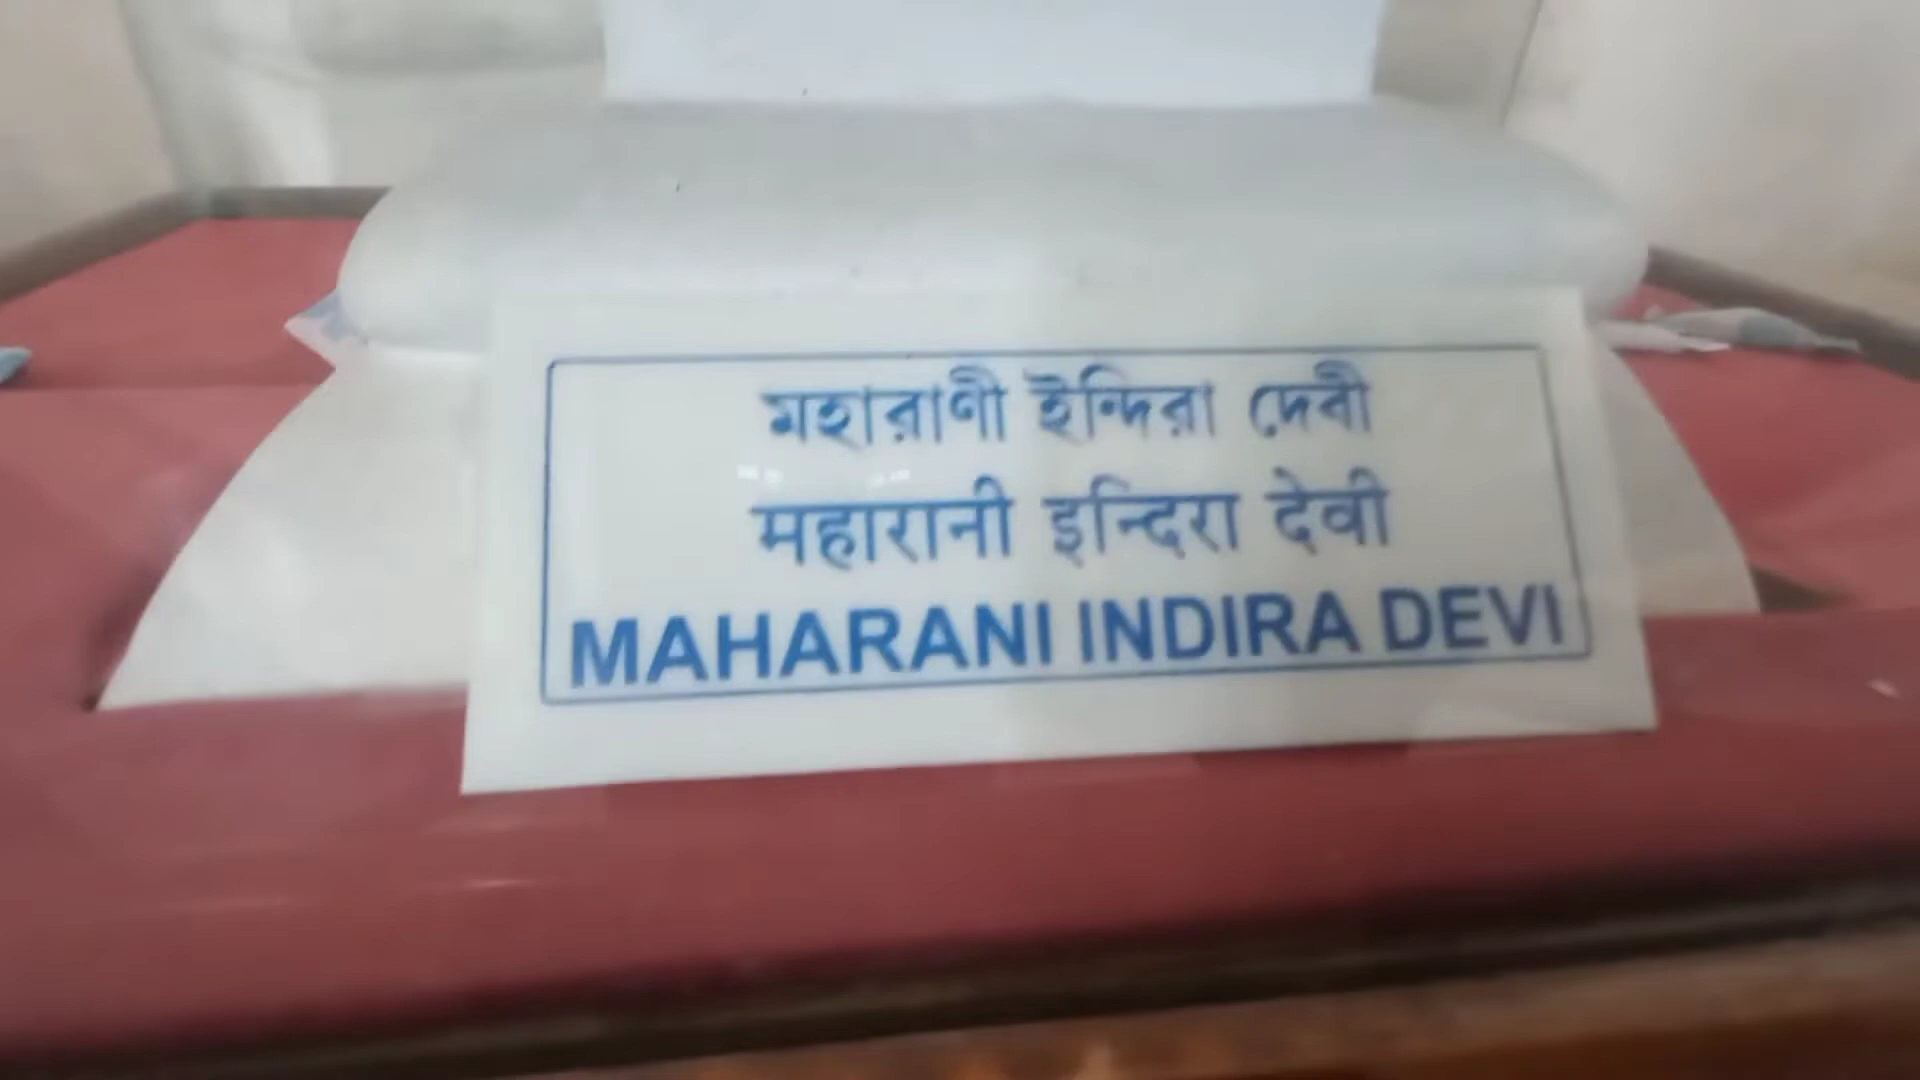 মহারাণী ইন্দিরা দেবী
महारानी इन्दिरा देवी
MAHARANI INDIRA DEVI